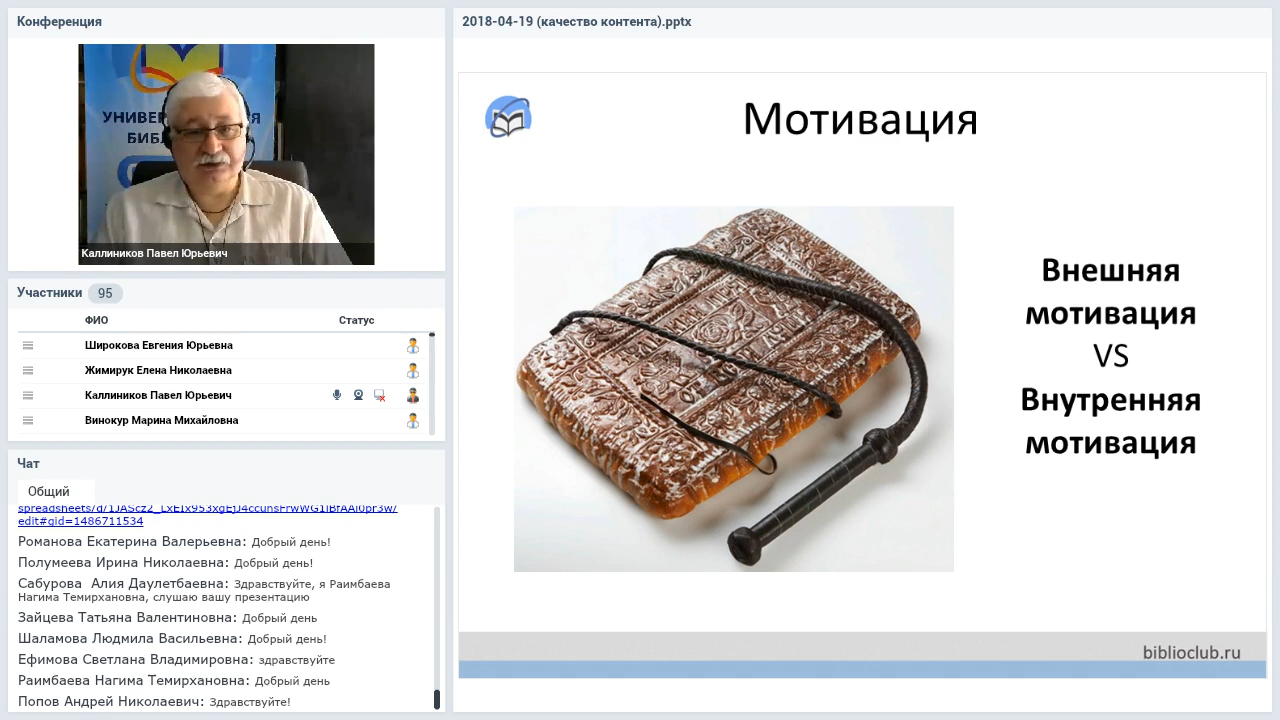 Конференция
УНИВЕР
БИБ
Каллиников Павел Юрьевич
Участники 95
ФИО Статус
Широкова Евгения Юрьевна
Жимирук Елена Николаевна
Каллиников Павел Юрьевич
Винокур Марина Михайловна
Чат
Общий
edit#gid=1486711534
Романова Екатерина Валерьевна: Добрый день!
Полумеева Ирина Николаевна: Добрый день!
Сабурова Алия Даулетбаевна: Здравствуйте, я Раимбаева
Нагима Темирхановна, слушаю вашу презентацию
Зайцева Татьяна Валентиновна: Добрый день
Шаламова Людмила Васильевна: Добрый день!
Ефимова Светлана Владимировна: здравствуйте
Раимбаева Нагима Темирхановна: Добрый день
Попов Андрей Николаевич: Здравствуйте!
2018-04-19 (качество контента).pptx
Мотивация
Внешняя
мотивация
VS
Внутренняя
мотивация
biblioclub.ru